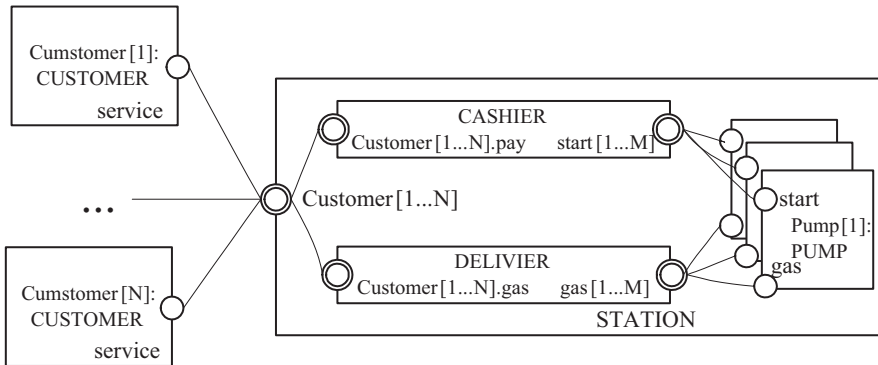 Cumstomer[1]:
CUSTOMER
service
...
Cumstomer[N]:
CUSTOMER
service
Customer[1...N]
CASHIER
Customer[1...N].pay start[1...M]
DELIVIER
Customer[1...N].gas gas[1...M]
start
Pump[1]:
PUMP
gas
STATION